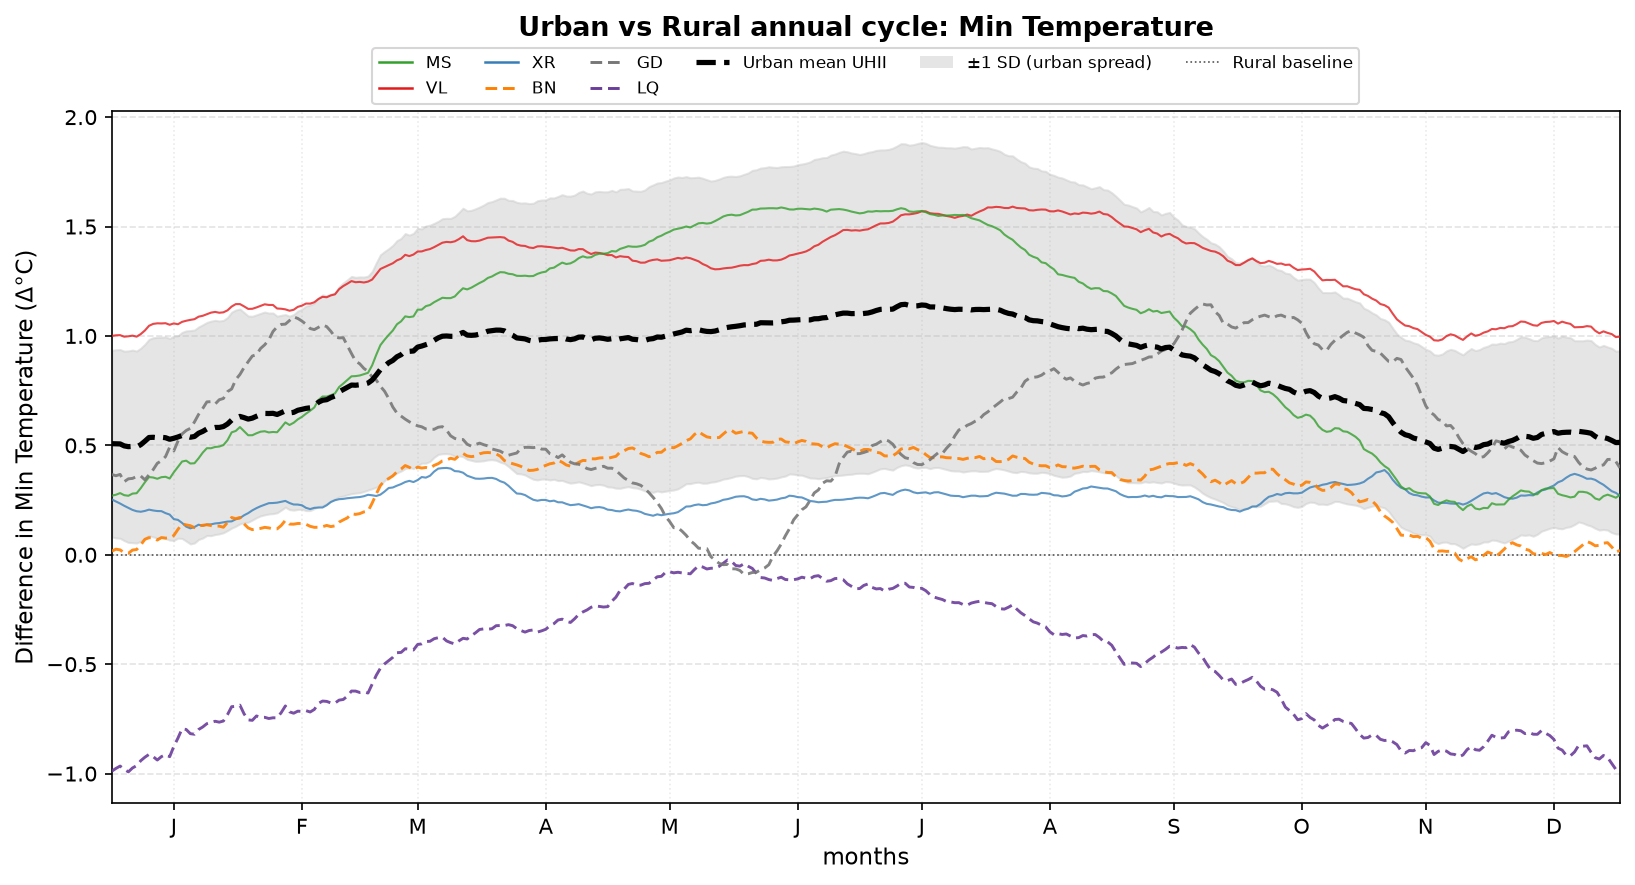 Urban vs Rural annual cycle: Min Temperature
MS XR GD Urban mean UHII ±1 SD (urban spread) Rural baseline
VL BN LQ
Difference in Min Temperature (Δ°C)
2.0
1.5
1.0
0.5
0.0
−0.5
−1.0
J F M A M J J A S O N D
months